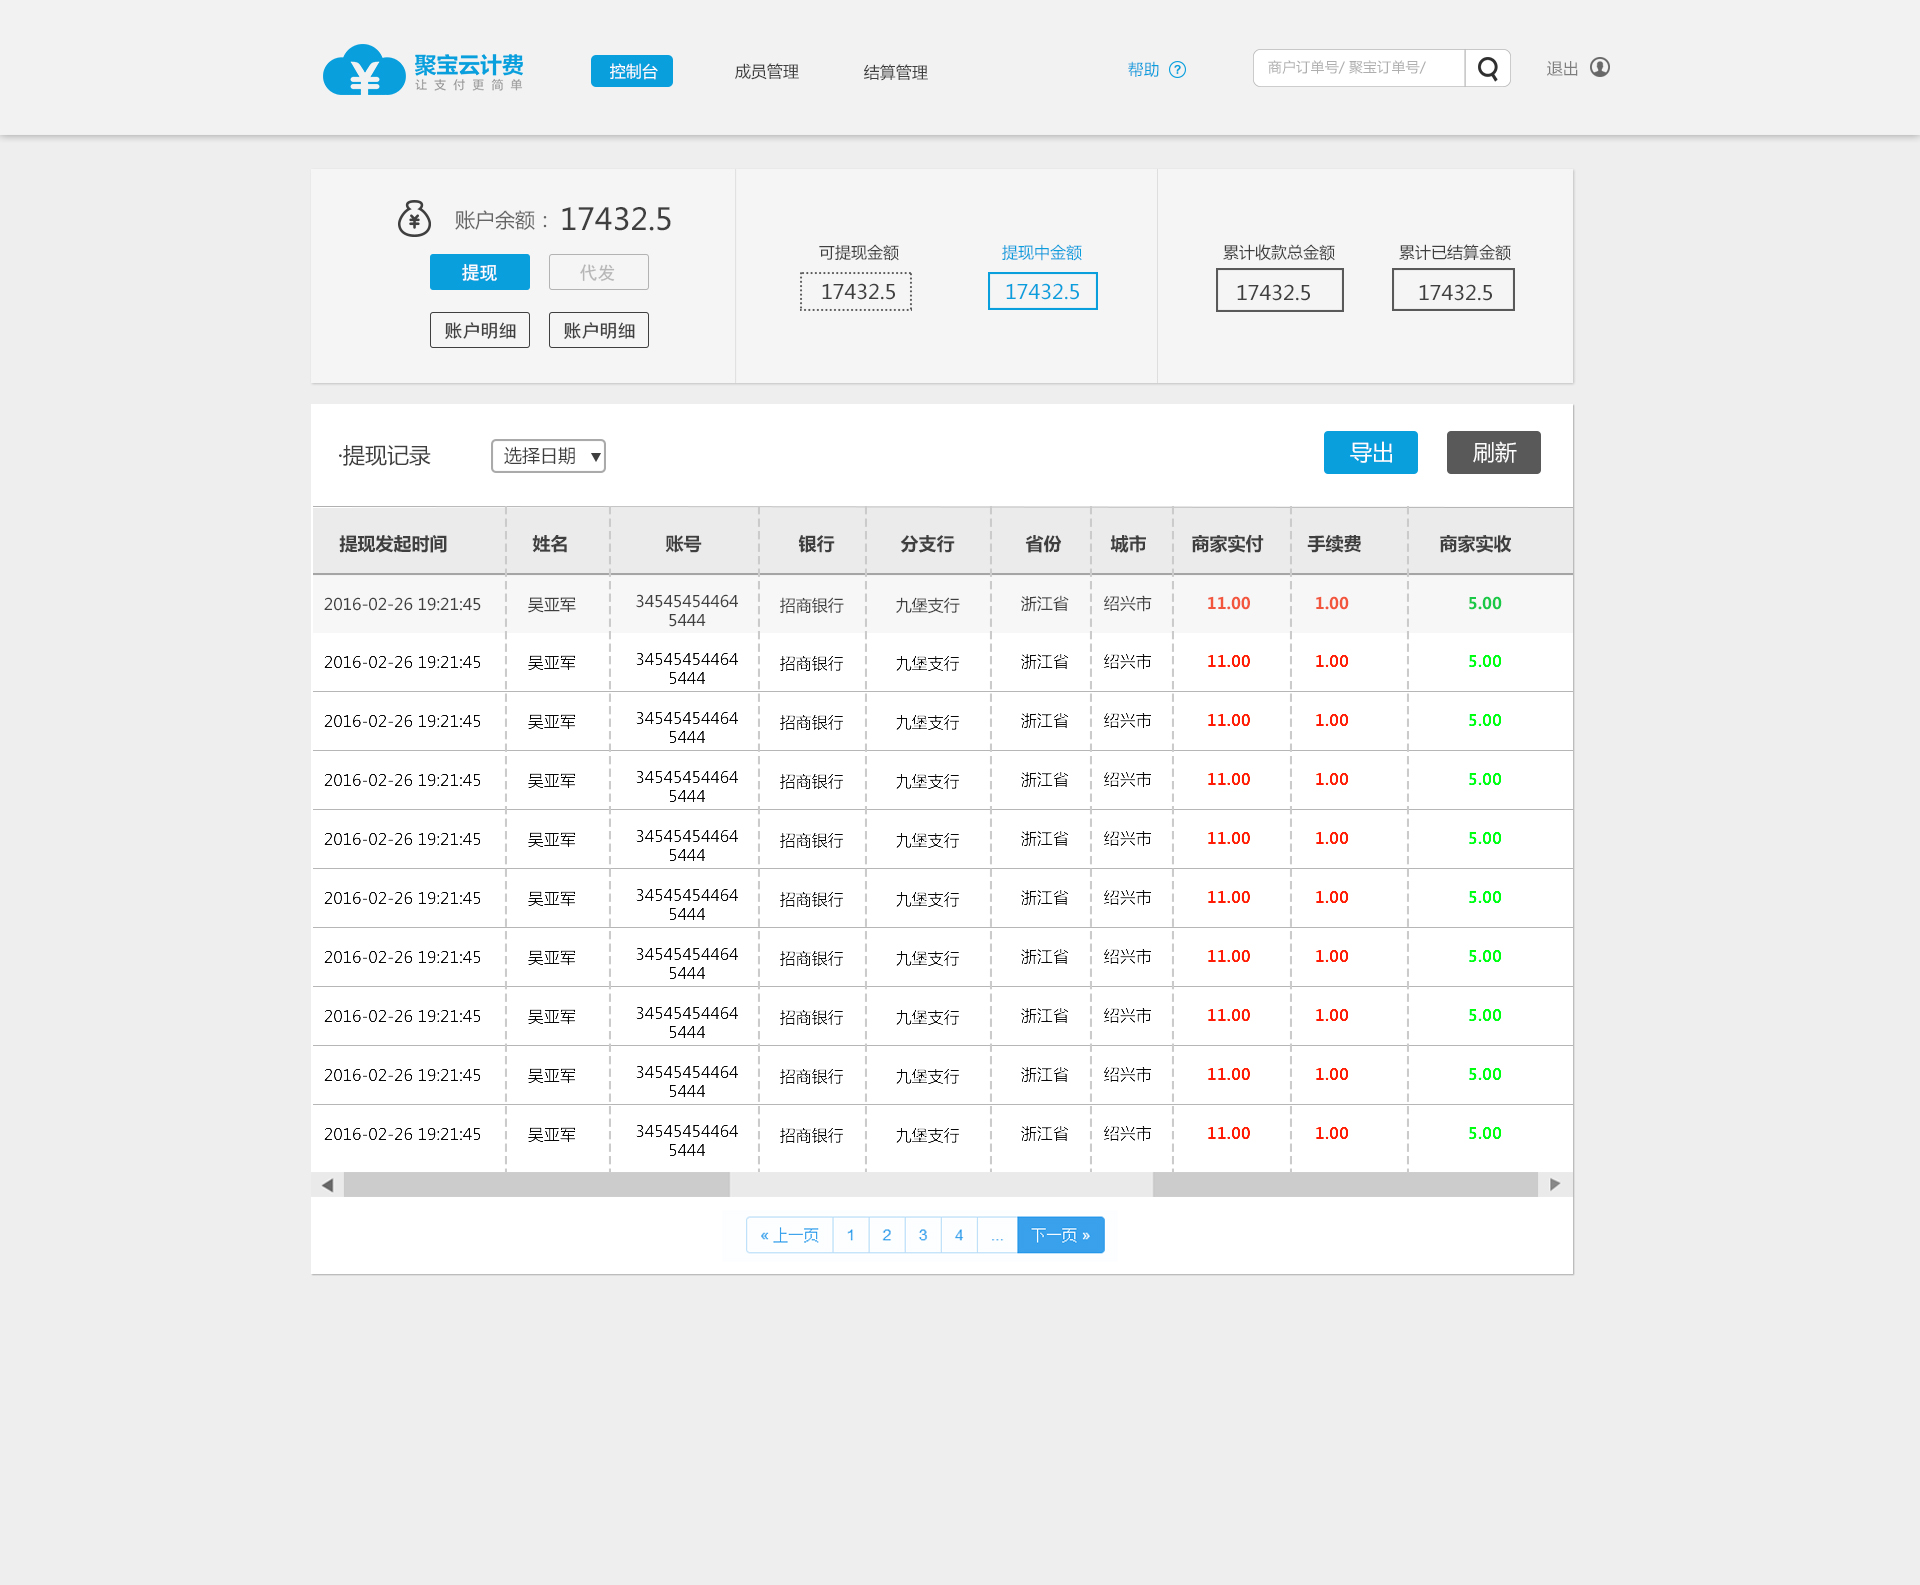 聚宝云计费
让支付更简单
控制台
成员管理
结算管理
帮助 ?
商户订单号/ 聚宝订单号/
退出
账户余额： 17432.5
提现
代发
账户明细
账户明细
可提现金额
17432.5
提现中金额
17432.5
累计收款总金额
17432.5
累计已结算金额
17432.5
·提现记录
选择日期 ▼
导出
刷新
提现发起时间 姓名 账号 银行 分支行 省份 城市 商家实付 手续费 商家实收
2016-02-26 19:21:45 吴亚军 34545454464 招商银行 九堡支行 浙江省 绍兴市 11.00 1.00 5.00
5444
2016-02-26 19:21:45 吴亚军 34545454464 招商银行 九堡支行 浙江省 绍兴市 11.00 1.00 5.00
5444
2016-02-26 19:21:45 吴亚军 34545454464 招商银行 九堡支行 浙江省 绍兴市 11.00 1.00 5.00
5444
2016-02-26 19:21:45 吴亚军 34545454464 招商银行 九堡支行 浙江省 绍兴市 11.00 1.00 5.00
5444
2016-02-26 19:21:45 吴亚军 34545454464 招商银行 九堡支行 浙江省 绍兴市 11.00 1.00 5.00
5444
2016-02-26 19:21:45 吴亚军 34545454464 招商银行 九堡支行 浙江省 绍兴市 11.00 1.00 5.00
5444
2016-02-26 19:21:45 吴亚军 34545454464 招商银行 九堡支行 浙江省 绍兴市 11.00 1.00 5.00
5444
2016-02-26 19:21:45 吴亚军 34545454464 招商银行 九堡支行 浙江省 绍兴市 11.00 1.00 5.00
5444
2016-02-26 19:21:45 吴亚军 34545454464 招商银行 九堡支行 浙江省 绍兴市 11.00 1.00 5.00
5444
2016-02-26 19:21:45 吴亚军 34545454464 招商银行 九堡支行 浙江省 绍兴市 11.00 1.00 5.00
5444
« 上一页 1 2 3 4 ... 下一页 »